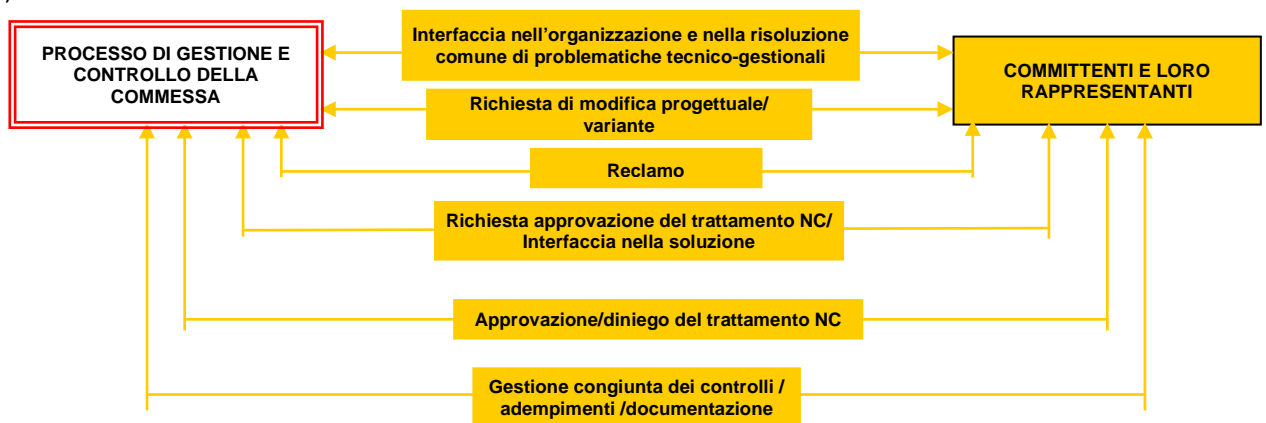 PROCESSO DI GESTIONE E
CONTROLLO DELLA
COMMESSA
Interfaccia nell'organizzazione e nella risoluzione
comune di problematiche tecnico-gestionali
COMMITTENTI E LORO
RAPPRESENTANTI
Richiesta di modifica progettuale/
variante
Reclamo
Richiesta approvazione del trattamento NC/
Interfaccia nella soluzione
Approvazione/diniego del trattamento NC
Gestione congiunta dei controlli /
adempimenti /documentazione